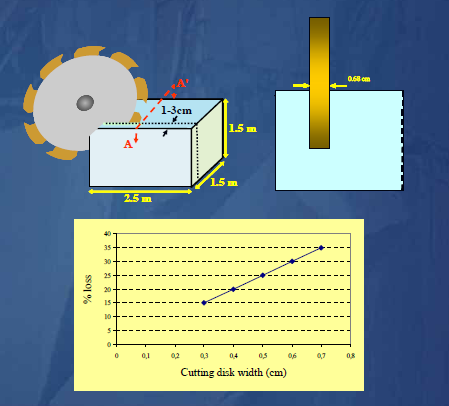 A'
1-3cm
A
1.5 m
1.5 m
2.5 m
0.68 cm
% loss
40
35
30
25
20
15
10
5
0
0 0,1 0,2 0,3 0,4 0,5 0,6 0,7 0,8
Cutting disk width (cm)